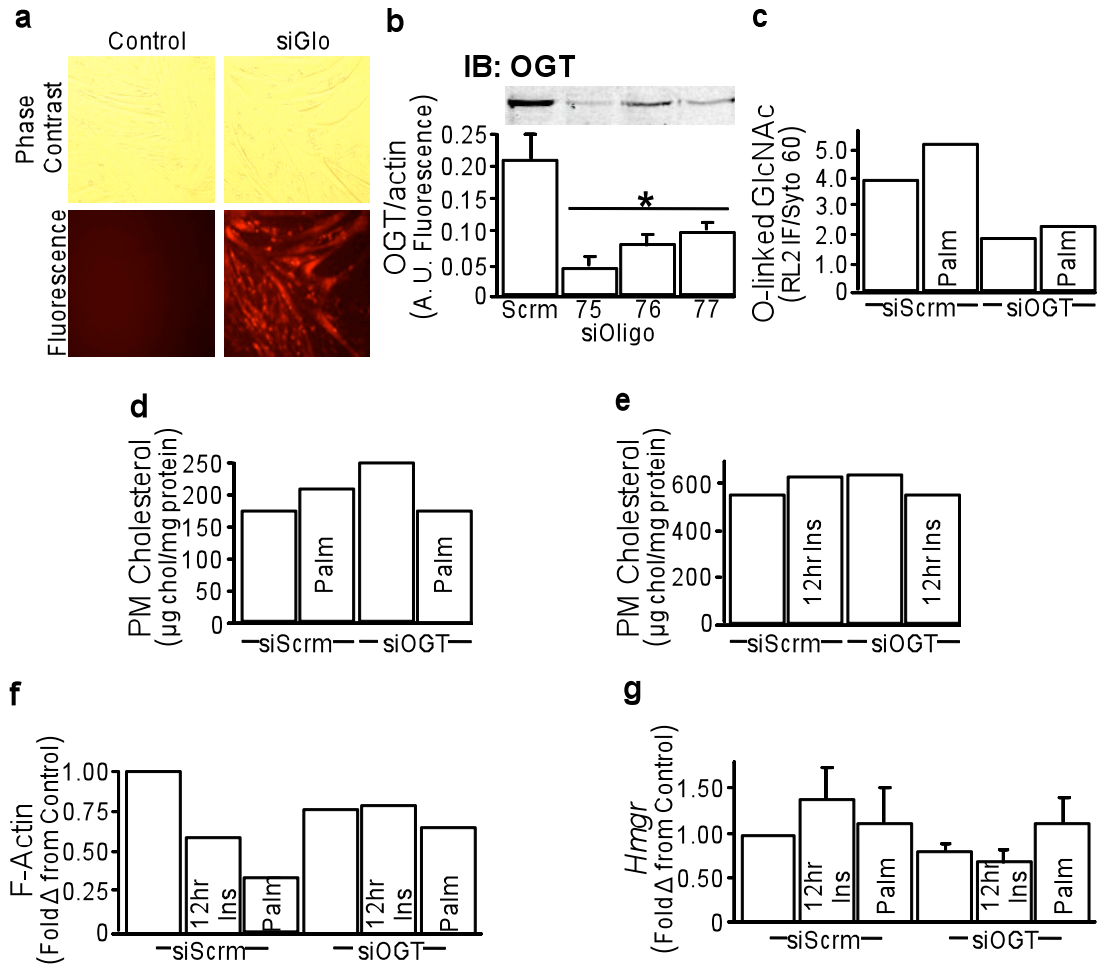 a
Control
siGlo
Phase
Contrast
Fluorescence
b
IB: OGT
OGT/actin
(A. U. Fluorescence)
0.25
0.20
0.15
0.10
0.05
0
*
Scrm
75
76
77
siOligo
c
O-linked GlcNAc
(RL2 IF/Syto 60)
5.0
4.0
3.0
2.0
1.0
0
Palm
Palm
siScrm
siOGT
d
PM Cholesterol
(µg chol/mg protein)
250
200
150
100
50
0
Palm
Palm
siScrm
siOGT
e
PM Cholesterol
(µg chol/mg protein)
600
400
200
0
12hr Ins
12hr Ins
siScrm
siOGT
f
F-Actin
(Fold Δ from Control)
1.00
0.75
0.50
0.25
0
12hr
Ins
Palm
12hr
Ins
Palm
siScrm
siOGT
g
Hmgr
(Fold Δ from Control)
1.50
1.00
0.50
0
12hr
Ins
Palm
12hr
Ins
Palm
siScrm
siOGT